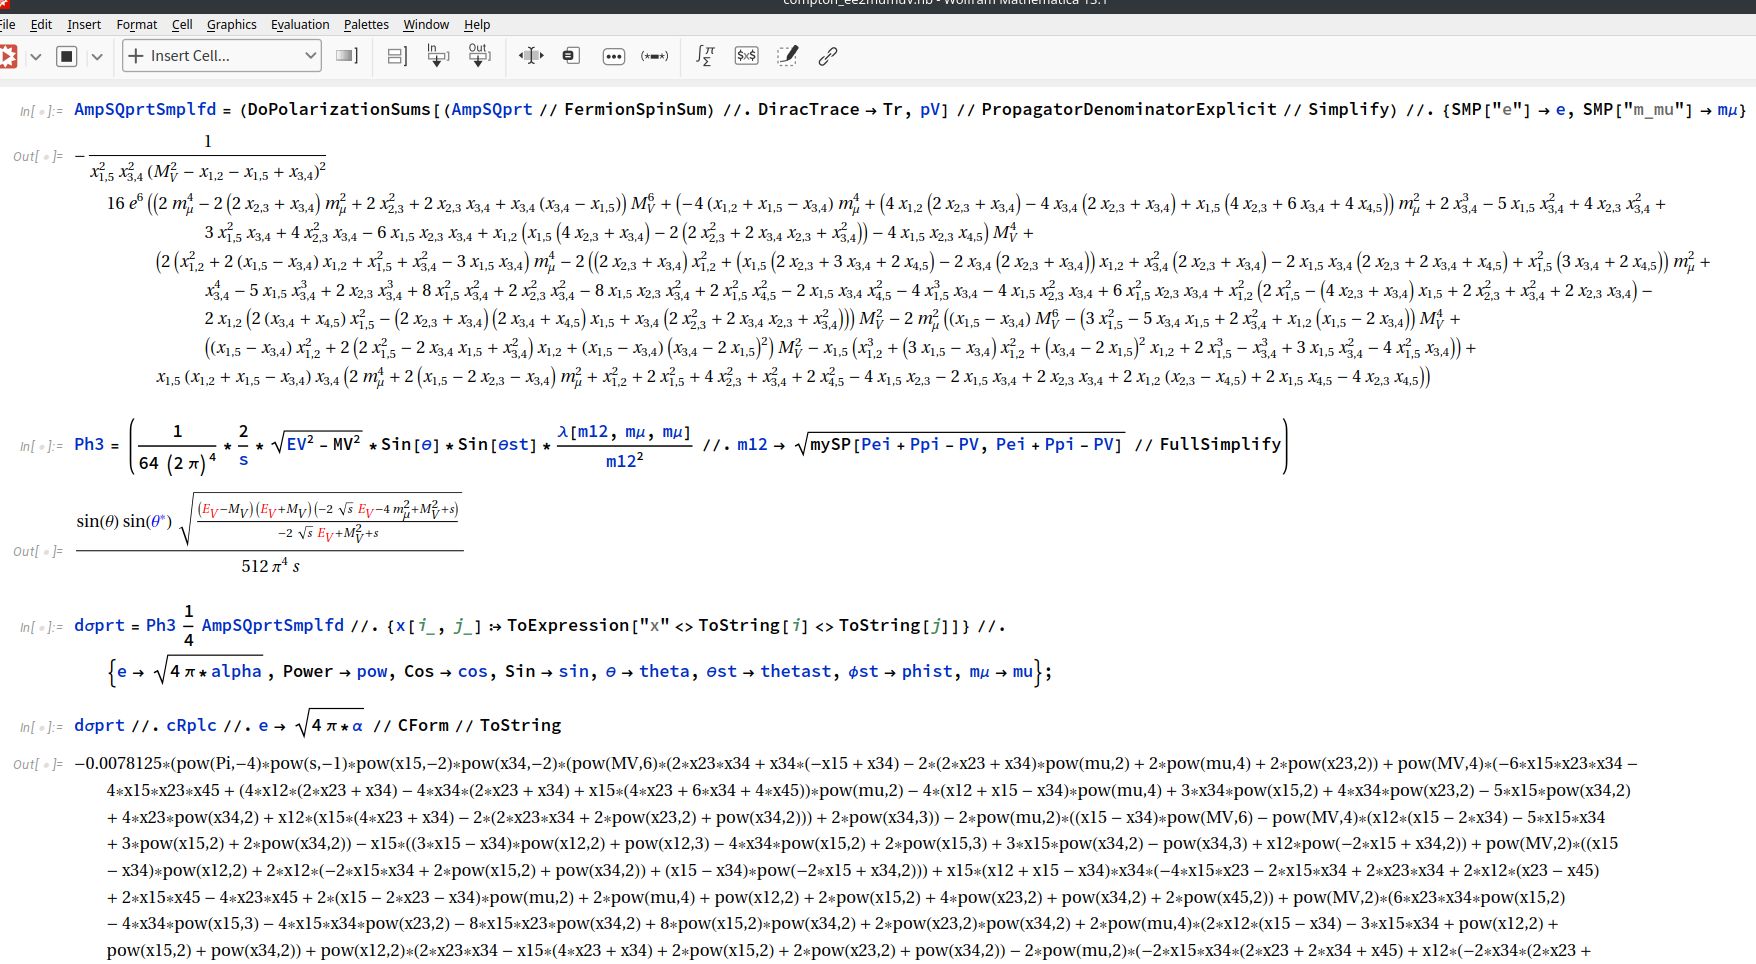 compton_ee2mumuV.nb - Wolfram Mathematica 13.1
File Edit Insert Format Cell Graphics Evaluation Palettes Window Help
Insert Cell... In Out
In[•]:= AmpSQprtSmplfd = (DoPolarizationSums[(AmpSQprt // FermionSpinSum) //. DiracTrace → Tr, pV] // PropagatorDenominatorExplicit // Simplify) //. {SMP["e"] → e, SMP["m_mu"] → mμ}
Out[•]= - 1 / (x_{1,5}^2 x_{3,4}^2 (M_V^2 - x_{1,2} - x_{1,5} + x_{3,4})^2)
16 e^6 ((2 m_μ^4 - 2 (2 x_{2,3} + x_{3,4}) m_μ^2 + 2 x_{2,3}^2 + 2 x_{2,3} x_{3,4} + x_{3,4} (x_{3,4} - x_{1,5})) M_V^6 + (-4 (x_{1,2} + x_{1,5} - x_{3,4}) m_μ^4 + (4 x_{1,2} (2 x_{2,3} + x_{3,4}) - 4 x_{3,4} (2 x_{2,3} + x_{3,4}) + x_{1,5} (4 x_{2,3} + 6 x_{3,4} + 4 x_{4,5})) m_μ^2 + 2 x_{3,4}^3 - 5 x_{1,5} x_{3,4}^2 + 4 x_{2,3} x_{3,4}^2 +
3 x_{1,5}^2 x_{3,4} + 4 x_{2,3}^2 x_{3,4} - 6 x_{1,5} x_{2,3} x_{3,4} + x_{1,2} (x_{1,5} (4 x_{2,3} + x_{3,4}) - 2 (2 x_{2,3}^2 + 2 x_{3,4} x_{2,3} + x_{3,4}^2)) - 4 x_{1,5} x_{2,3} x_{4,5}) M_V^4 +
(2 (x_{1,2}^2 + 2 (x_{1,5} - x_{3,4}) x_{1,2} + x_{1,5}^2 + x_{3,4}^2 - 3 x_{1,5} x_{3,4}) m_μ^4 - 2 ((2 x_{2,3} + x_{3,4}) x_{1,2}^2 + (x_{1,5} (2 x_{2,3} + 3 x_{3,4} + 2 x_{4,5}) - 2 x_{3,4} (2 x_{2,3} + x_{3,4})) x_{1,2} + x_{3,4}^2 (2 x_{2,3} + x_{3,4}) - 2 x_{1,5} x_{3,4} (2 x_{2,3} + 2 x_{3,4} + x_{4,5}) + x_{1,5}^2 (3 x_{3,4} + 2 x_{4,5})) m_μ^2 +
x_{3,4}^4 - 5 x_{1,5} x_{3,4}^3 + 2 x_{2,3} x_{3,4}^3 + 8 x_{1,5}^2 x_{3,4}^2 + 2 x_{2,3}^2 x_{3,4}^2 - 8 x_{1,5} x_{2,3} x_{3,4}^2 + 2 x_{1,5}^2 x_{4,5}^2 - 2 x_{1,5} x_{3,4} x_{4,5}^2 - 4 x_{1,5}^3 x_{3,4} - 4 x_{1,5} x_{2,3}^2 x_{3,4} + 6 x_{1,5}^2 x_{2,3} x_{3,4} + x_{1,2}^2 (2 x_{1,5}^2 - (4 x_{2,3} + x_{3,4}) x_{1,5} + 2 x_{2,3}^2 + x_{3,4}^2 + 2 x_{2,3} x_{3,4}) -
2 x_{1,2} (2 (x_{3,4} + x_{4,5}) x_{1,5}^2 - (2 x_{2,3} + x_{3,4}) (2 x_{3,4} + x_{4,5}) x_{1,5} + x_{3,4} (2 x_{2,3}^2 + 2 x_{3,4} x_{2,3} + x_{3,4}^2))) M_V^2 - 2 m_μ^2 ((x_{1,5} - x_{3,4}) M_V^6 - (3 x_{1,5}^2 - 5 x_{3,4} x_{1,5} + 2 x_{3,4}^2 + x_{1,2} (x_{1,5} - 2 x_{3,4})) M_V^4 +
((x_{1,5} - x_{3,4}) x_{1,2}^2 + 2 (2 x_{1,5}^2 - 2 x_{3,4} x_{1,5} + x_{3,4}^2) x_{1,2} + (x_{1,5} - x_{3,4}) (x_{3,4} - 2 x_{1,5})^2) M_V^2 - x_{1,5} (x_{1,2}^3 + (3 x_{1,5} - x_{3,4}) x_{1,2}^2 + (x_{3,4} - 2 x_{1,5})^2 x_{1,2} + 2 x_{1,5}^3 - x_{3,4}^3 + 3 x_{1,5} x_{3,4}^2 - 4 x_{1,5}^2 x_{3,4})) +
x_{1,5} (x_{1,2} + x_{1,5} - x_{3,4}) x_{3,4} (2 m_μ^4 + 2 (x_{1,5} - 2 x_{2,3} - x_{3,4}) m_μ^2 + x_{1,2}^2 + 2 x_{1,5}^2 + 4 x_{2,3}^2 + x_{3,4}^2 + 2 x_{4,5}^2 - 4 x_{1,5} x_{2,3} - 2 x_{1,5} x_{3,4} + 2 x_{2,3} x_{3,4} + 2 x_{1,2} (x_{2,3} - x_{4,5}) + 2 x_{1,5} x_{4,5} - 4 x_{2,3} x_{4,5}))
In[•]:= Ph3 = (1/(64 (2 π)^4) * 2/s * √(EV^2 - MV^2) * Sin[θ] * Sin[θst] * λ[m12, mμ, mμ]/m12^2 //. m12 → √(mySP[Pei + Ppi - PV, Pei + Ppi - PV]) // FullSimplify)
Out[•]= sin(θ) sin(θ*) √((E_V - M_V) (E_V + M_V) (-2 √s E_V - 4 m_μ^2 + M_V^2 + s) / (-2 √s E_V + M_V^2 + s)) / (512 π^4 s)
In[•]:= dσprt = Ph3 1/4 AmpSQprtSmplfd //. {x[i_, j_] :→ ToExpression["x" <> ToString[i] <> ToString[j]]} //.
{e → √(4 π * alpha), Power → pow, Cos → cos, Sin → sin, θ → theta, θst → thetast, ϕst → phist, mμ → mu};
In[•]:= dσprt //. cRplc //. e → √(4 π * α) // CForm // ToString
Out[•]= -0.0078125*(pow(Pi,-4)*pow(s,-1)*pow(x15,-2)*pow(x34,-2)*(pow(MV,6)*(2*x23*x34 + x34*(-x15 + x34) - 2*(2*x23 + x34)*pow(mu,2) + 2*pow(mu,4) + 2*pow(x23,2)) + pow(MV,4)*(-6*x15*x23*x34 -
4*x15*x23*x45 + (4*x12*(2*x23 + x34) - 4*x34*(2*x23 + x34) + x15*(4*x23 + 6*x34 + 4*x45))*pow(mu,2) - 4*(x12 + x15 - x34)*pow(mu,4) + 3*x34*pow(x15,2) + 4*x34*pow(x23,2) - 5*x15*pow(x34,2)
+ 4*x23*pow(x34,2) + x12*(x15*(4*x23 + x34) - 2*(2*x23*x34 + 2*pow(x23,2) + pow(x34,2))) + 2*pow(x34,3)) - 2*pow(mu,2)*((x15 - x34)*pow(MV,6) - pow(MV,4)*(x12*(x15 - 2*x34) - 5*x15*x34
+ 3*pow(x15,2) + 2*pow(x34,2)) - x15*((3*x15 - x34)*pow(x12,2) + pow(x12,3) - 4*x34*pow(x15,2) + 2*pow(x15,3) + 3*x15*pow(x34,2) - pow(x34,3) + x12*pow(-2*x15 + x34,2)) + pow(MV,2)*((x15
- x34)*pow(x12,2) + 2*x12*(-2*x15*x34 + 2*pow(x15,2) + pow(x34,2)) + (x15 - x34)*pow(-2*x15 + x34,2))) + x15*(x12 + x15 - x34)*x34*(-4*x15*x23 - 2*x15*x34 + 2*x23*x34 + 2*x12*(x23 - x45)
+ 2*x15*x45 - 4*x23*x45 + 2*(x15 - 2*x23 - x34)*pow(mu,2) + 2*pow(mu,4) + pow(x12,2) + 2*pow(x15,2) + 4*pow(x23,2) + pow(x34,2) + 2*pow(x45,2)) + pow(MV,2)*(6*x23*x34*pow(x15,2)
- 4*x34*pow(x15,3) - 4*x15*x34*pow(x23,2) - 8*x15*x23*pow(x34,2) + 8*pow(x15,2)*pow(x34,2) + 2*pow(x23,2)*pow(x34,2) + 2*pow(mu,4)*(2*x12*(x15 - x34) - 3*x15*x34 + pow(x12,2) +
pow(x15,2) + pow(x34,2)) + pow(x12,2)*(2*x23*x34 - x15*(4*x23 + x34) + 2*pow(x15,2) + 2*pow(x23,2) + pow(x34,2)) - 2*pow(mu,2)*(-2*x15*x34*(2*x23 + 2*x34 + x45) + x12*(-2*x34*(2*x23 +